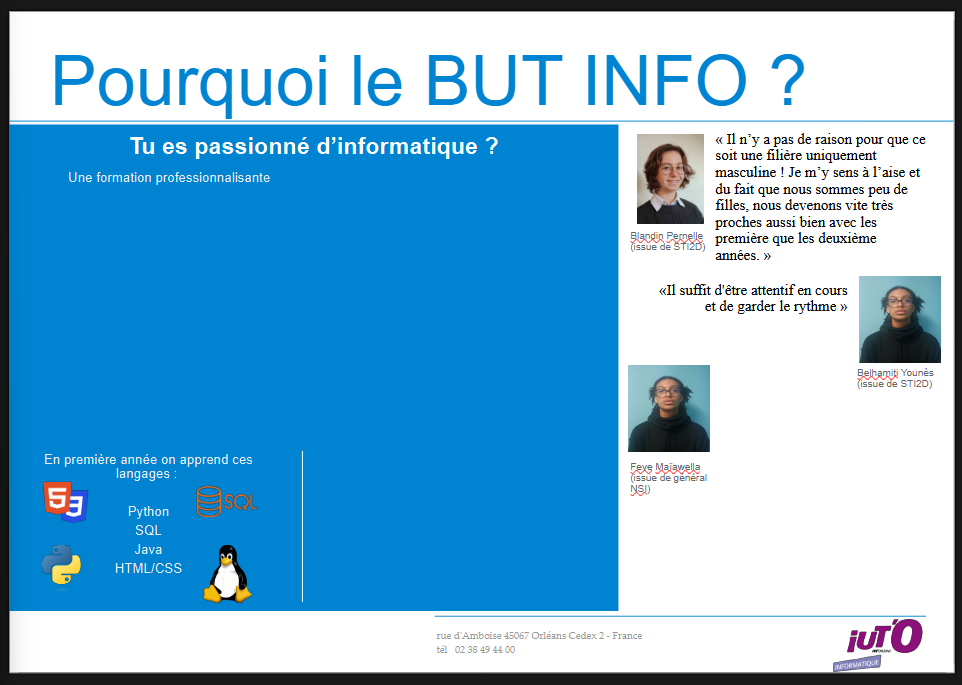 Pourquoi le BUT INFO ?
Tu es passionné d’informatique ?
Une formation professionnalisante
En première année on apprend ces
langages :
5
3
SQL
Python
SQL
Java
HTML/CSS
« Il n’y a pas de raison pour que ce
soit une filière uniquement
masculine ! Je m’y sens à l’aise et
du fait que nous sommes peu de
filles, nous devenons vite très
proches aussi bien avec les
première que les deuxième
années. »
Blandin Pernelle
(issue de STI2D)
«Il suffit d'être attentif en cours
et de garder le rythme »
Belhamiti Younès
(issue de STI2D)
Feye Maïawella
(issue de général
NSI)
rue d'Amboise 45067 Orléans Cedex 2 - France
tél 02 38 49 44 00
iUT'O
INFORMATIQUE